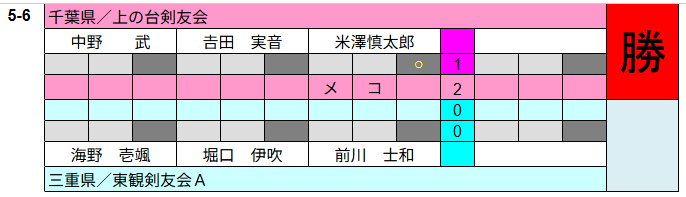 5-6
千葉県／上の台剣友会
勝
中野　武　吉田　実音　米澤慎太郎
○　1
メ　コ　2
0
0
海野　壱颯　堀口　伊吹　前川　士和
三重県／東観剣友会Ａ